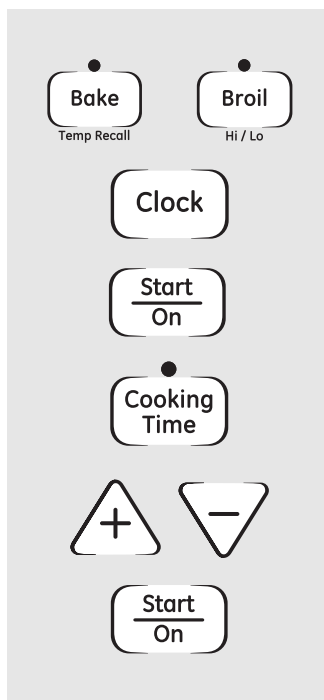 Bake Broil
Temp Recall Hi / Lo
Clock
Start
On
Cooking
Time
+ −
Start
On